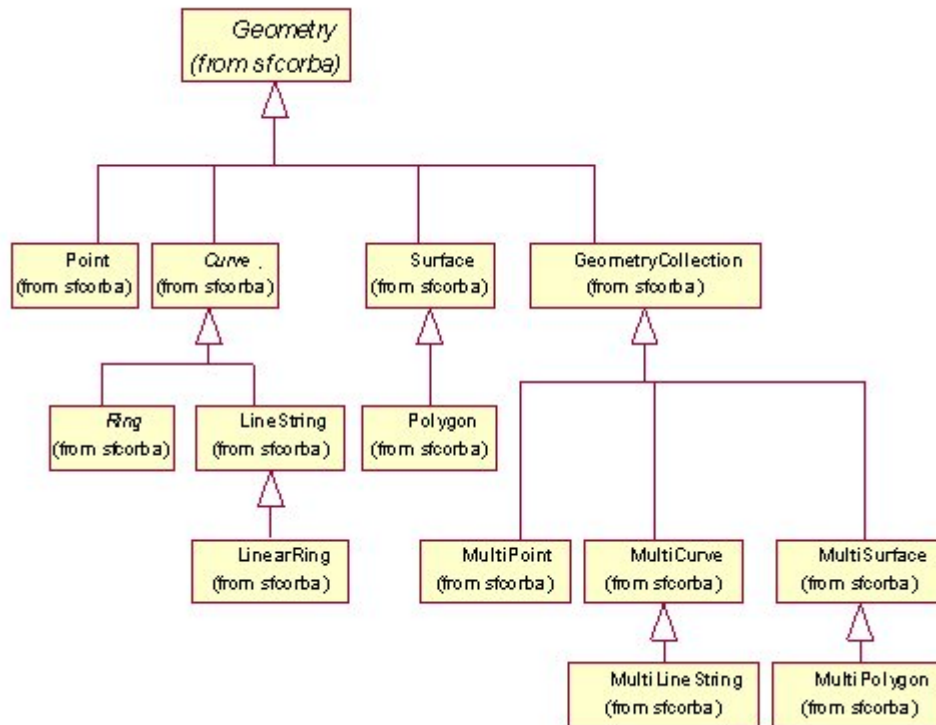 Geometry
(from sfcorba)
Point
(from sfcorba)
Curve
(from sfcorba)
Surface
(from sfcorba)
GeometryCollection
(from sfcorba)
Ring
(from sfcorba)
LineString
(from sfcorba)
Polygon
(from sfcorba)
LinearRing
(from sfcorba)
MultiPoint
(from sfcorba)
MultiCurve
(from sfcorba)
MultiSurface
(from sfcorba)
MultiLineString
(from sfcorba)
MultiPolygon
(from sfcorba)